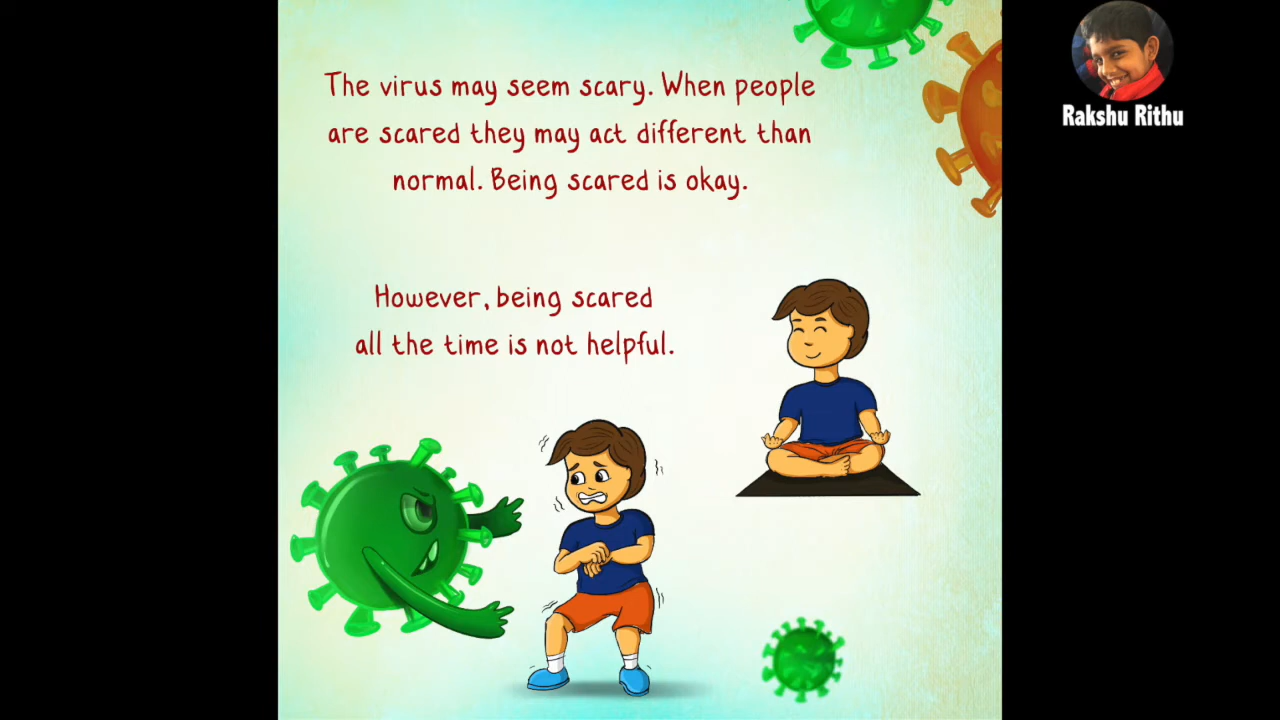 The virus may seem scary. When people
are scared they may act different than
normal. Being scared is okay.
However, being scared
all the time is not helpful.
Rakshu Rithu